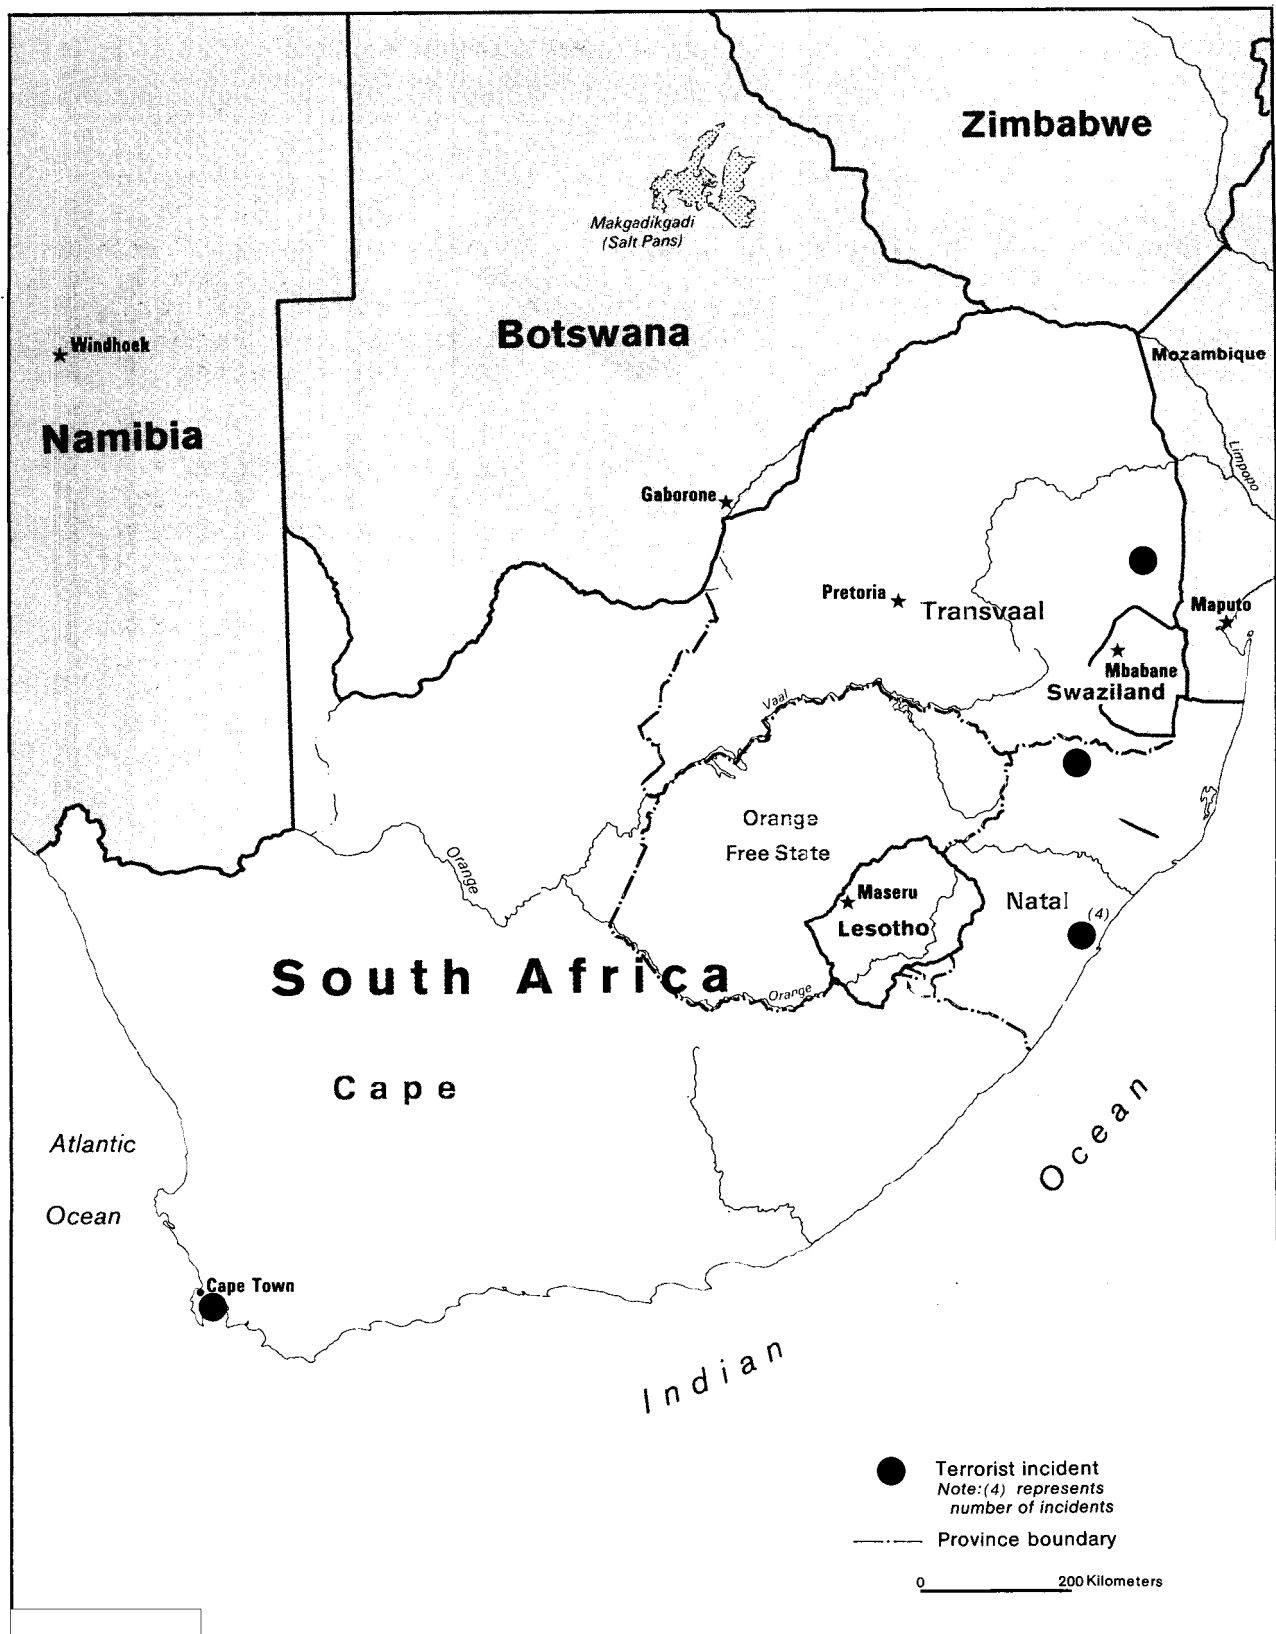 Zimbabwe
Makgadikgadi
(Salt Pans)
Botswana
Windhoek
Mozambique
Namibia
Limpopo
Gaborone
Pretoria
Transvaal
Maputo
Mbabane
Swaziland
Vaal
Orange
Free State
Orange
Maseru
Lesotho
Natal
(4)
South Africa
Orange
Cape
Atlantic
Ocean
Cape Town
Indian
Ocean
Terrorist incident
Note:(4) represents
number of incidents
Province boundary
0 200 Kilometers